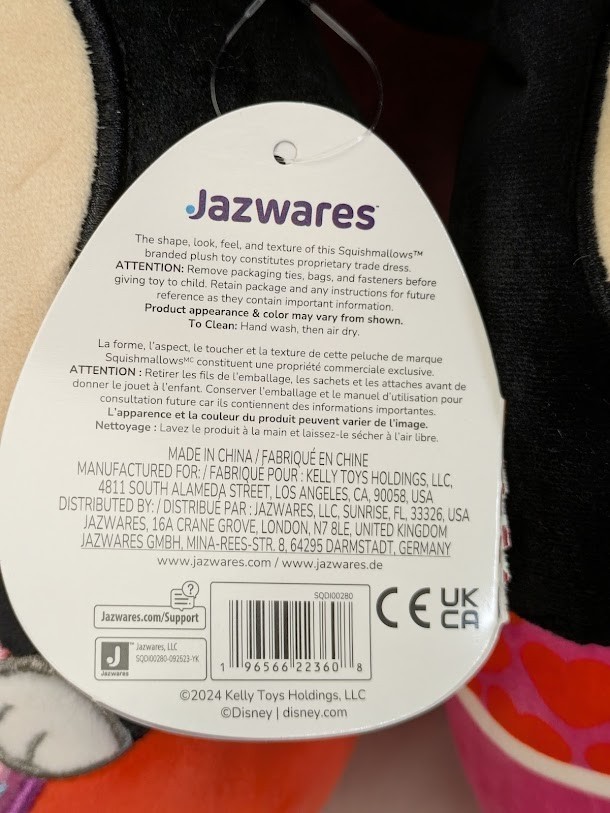 Jazwares™
The shape, look, feel, and texture of this Squishmallows™
branded plush toy constitutes proprietary trade dress.
ATTENTION: Remove packaging ties, bags, and fasteners before
giving toy to child. Retain package and any instructions for future
reference as they contain important information.
Product appearance & color may vary from shown.
To Clean: Hand wash, then air dry.
La forme, l'aspect, le toucher et la texture de cette peluche de marque
Squishmallowsᴹᶜ constituent une propriété commerciale exclusive.
ATTENTION : Retirer les fils de l'emballage, les sachets et les attaches avant de
donner le jouet à l'enfant. Conserver l'emballage et le manuel d'utilisation pour
consultation future car ils contiennent des informations importantes.
L'apparence et la couleur du produit peuvent varier de l'image.
Nettoyage : Lavez le produit à la main et laissez-le sécher à l'air libre.
MADE IN CHINA / FABRIQUÉ EN CHINE
MANUFACTURED FOR: / FABRIQUÉ POUR : KELLY TOYS HOLDINGS, LLC,
4811 SOUTH ALAMEDA STREET, LOS ANGELES, CA, 90058, USA
DISTRIBUTED BY: / DISTRIBUÉ PAR : JAZWARES, LLC, SUNRISE, FL, 33326, USA
JAZWARES, 16A CRANE GROVE, LONDON, N7 8LE, UNITED KINGDOM
JAZWARES GMBH, MINA-REES-STR. 8, 64295 DARMSTADT, GERMANY
www.jazwares.com / www.jazwares.de
?
Jazwares.com/Support
J™
Jazwares
Jazwares, LLC
SQDI00280-092523-YK
SQDI00280
1 96566 22360 8
CE
UK
CA
©2024 Kelly Toys Holdings, LLC
©Disney | disney.com